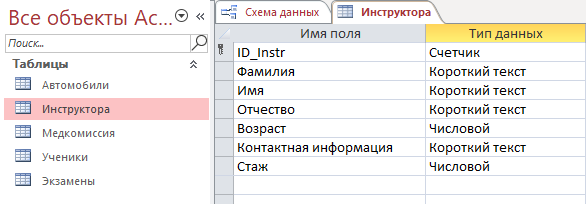 Все объекты Ac...
Поиск...
Таблицы
Автомобили
Инструктора
Медкомиссия
Ученики
Экзамены
Схема данных Инструктора
Имя поля Тип данных
ID_Instr Счетчик
Фамилия Короткий текст
Имя Короткий текст
Отчество Короткий текст
Возраст Числовой
Контактная информация Короткий текст
Стаж Числовой